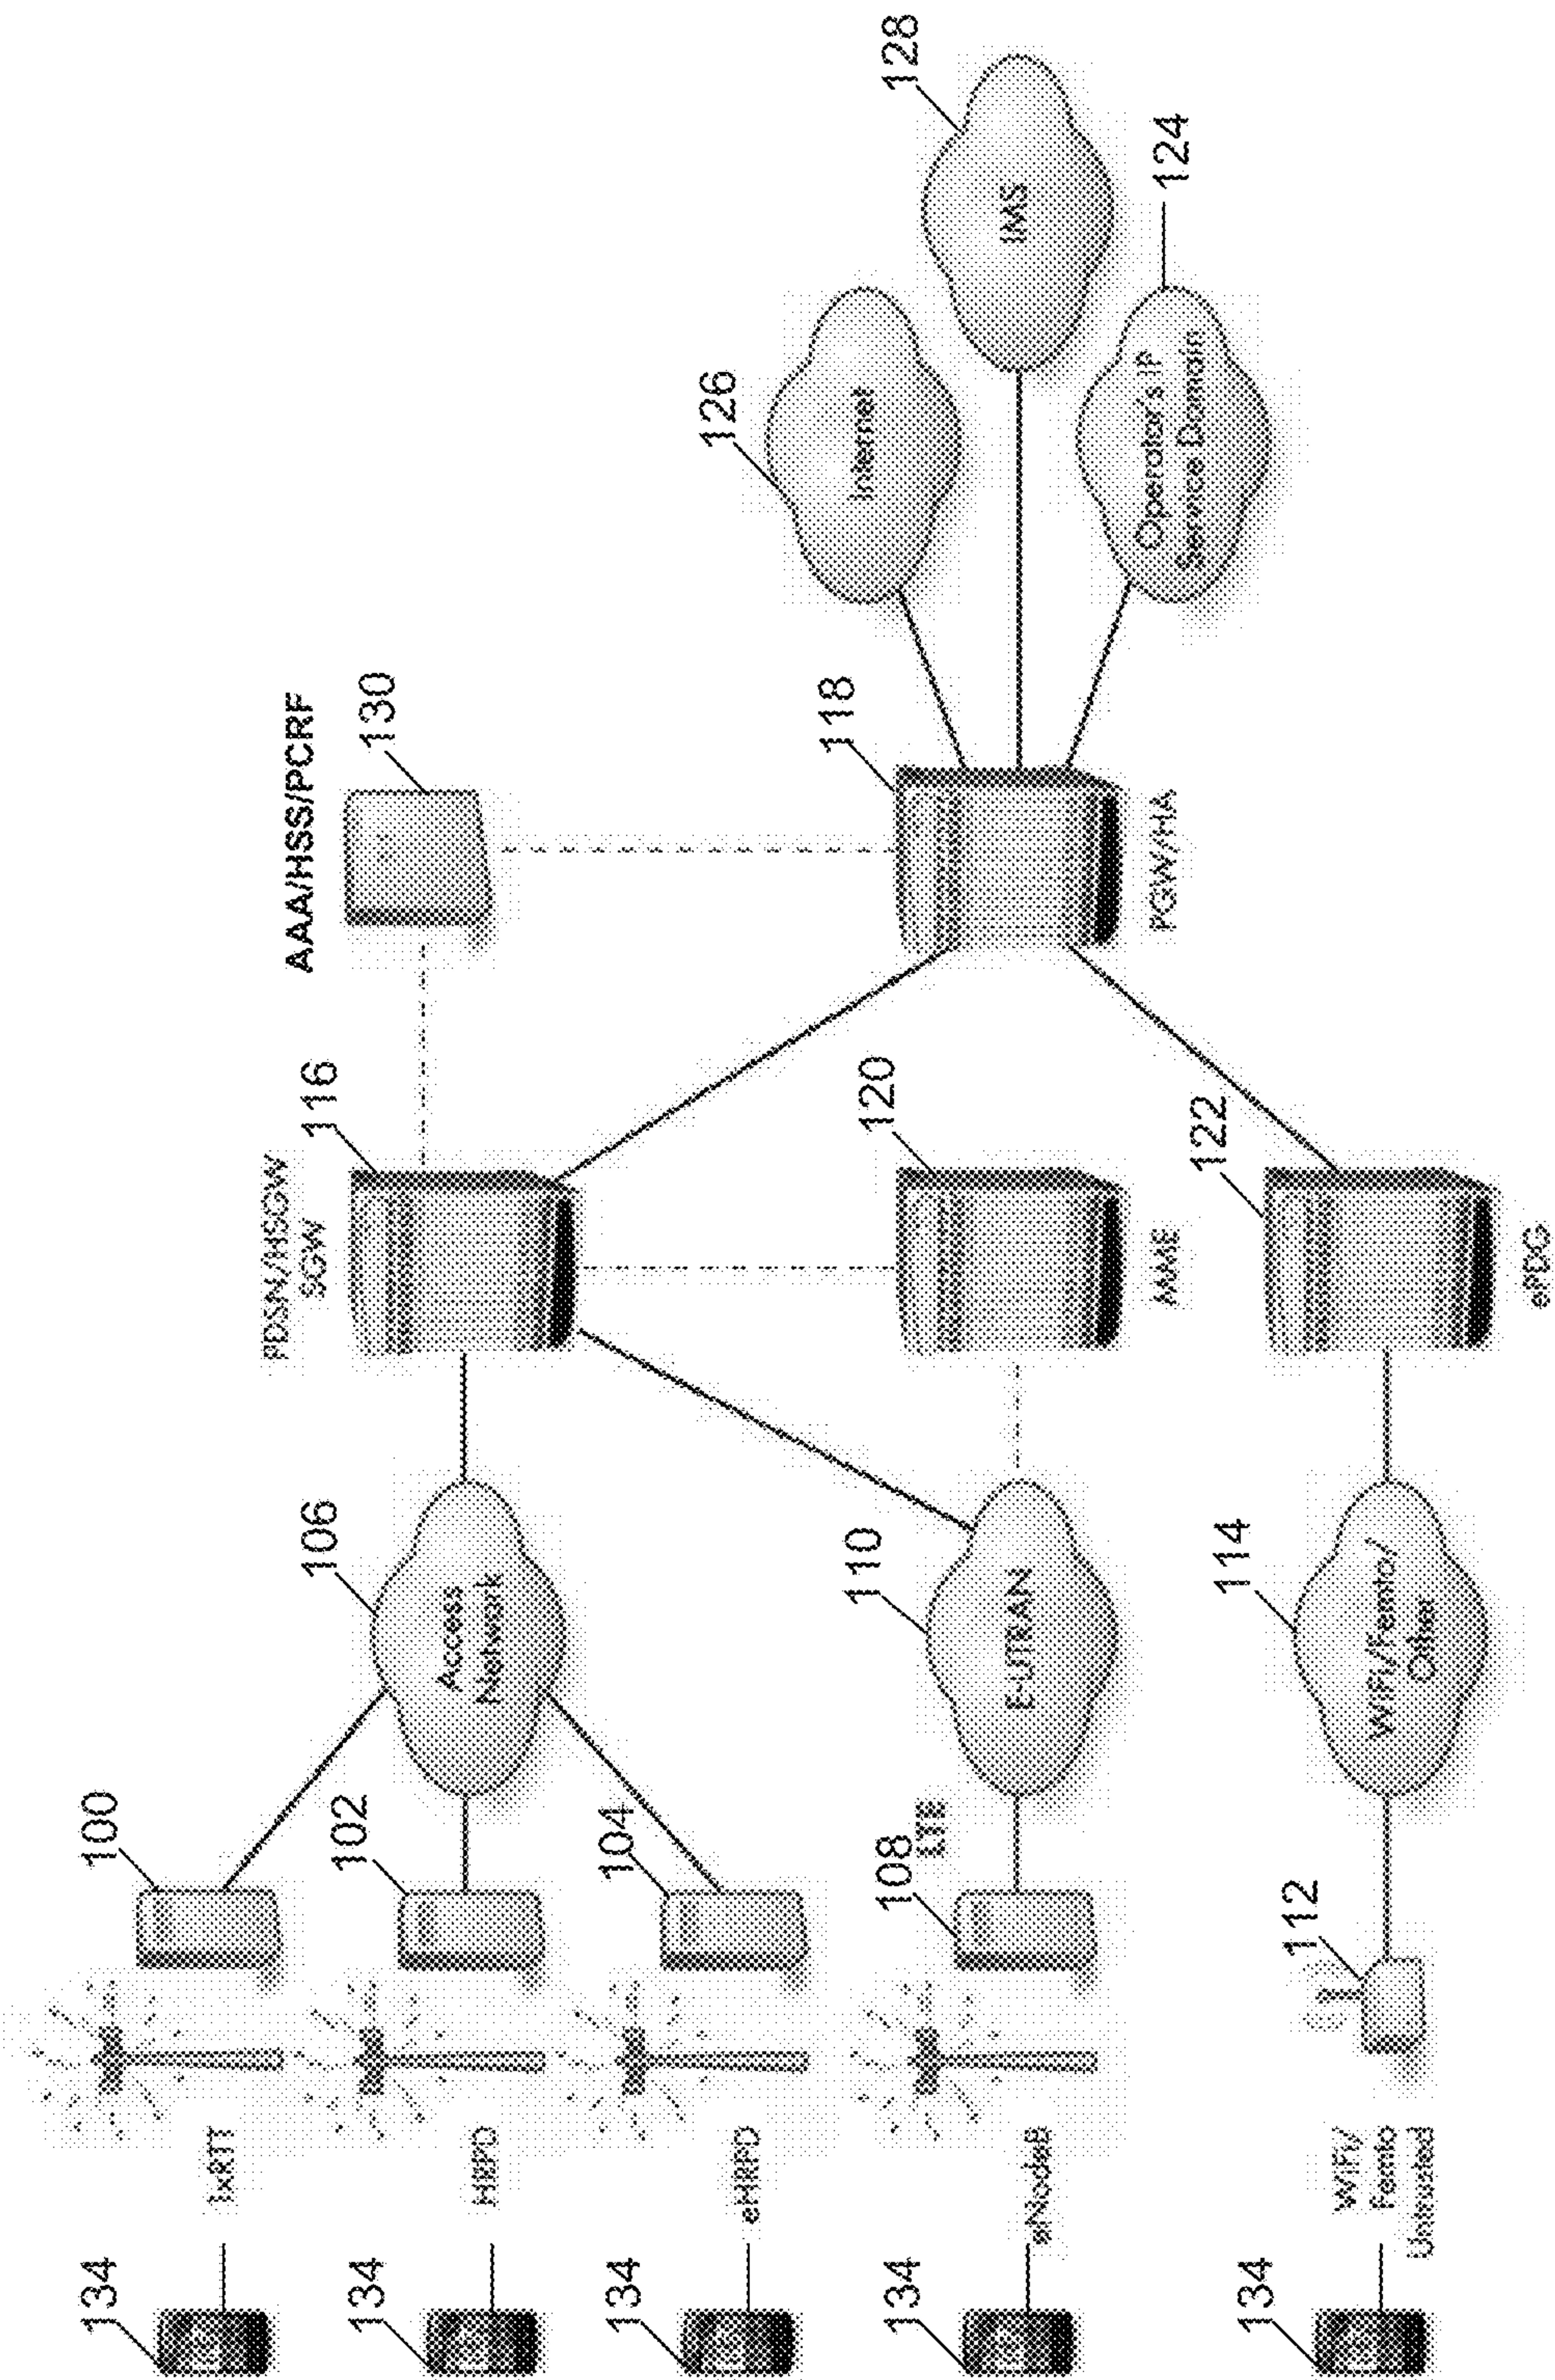 134
1xRTT
100
134
HRPD
102
134
eHRPD
104
106
Access
Network
PDSN/HSGW
SGW
116
AAA/HSS/PCRF
130
134
eNodeB
108
LTE
110
E-UTRAN
120
MME
118
PGW/HA
126
Internet
128
IMS
124
Operator's IP
Service Domain
134
WiFi/
Femto
Untrusted
112
114
WiFi/Femto/
Other
122
ePDG